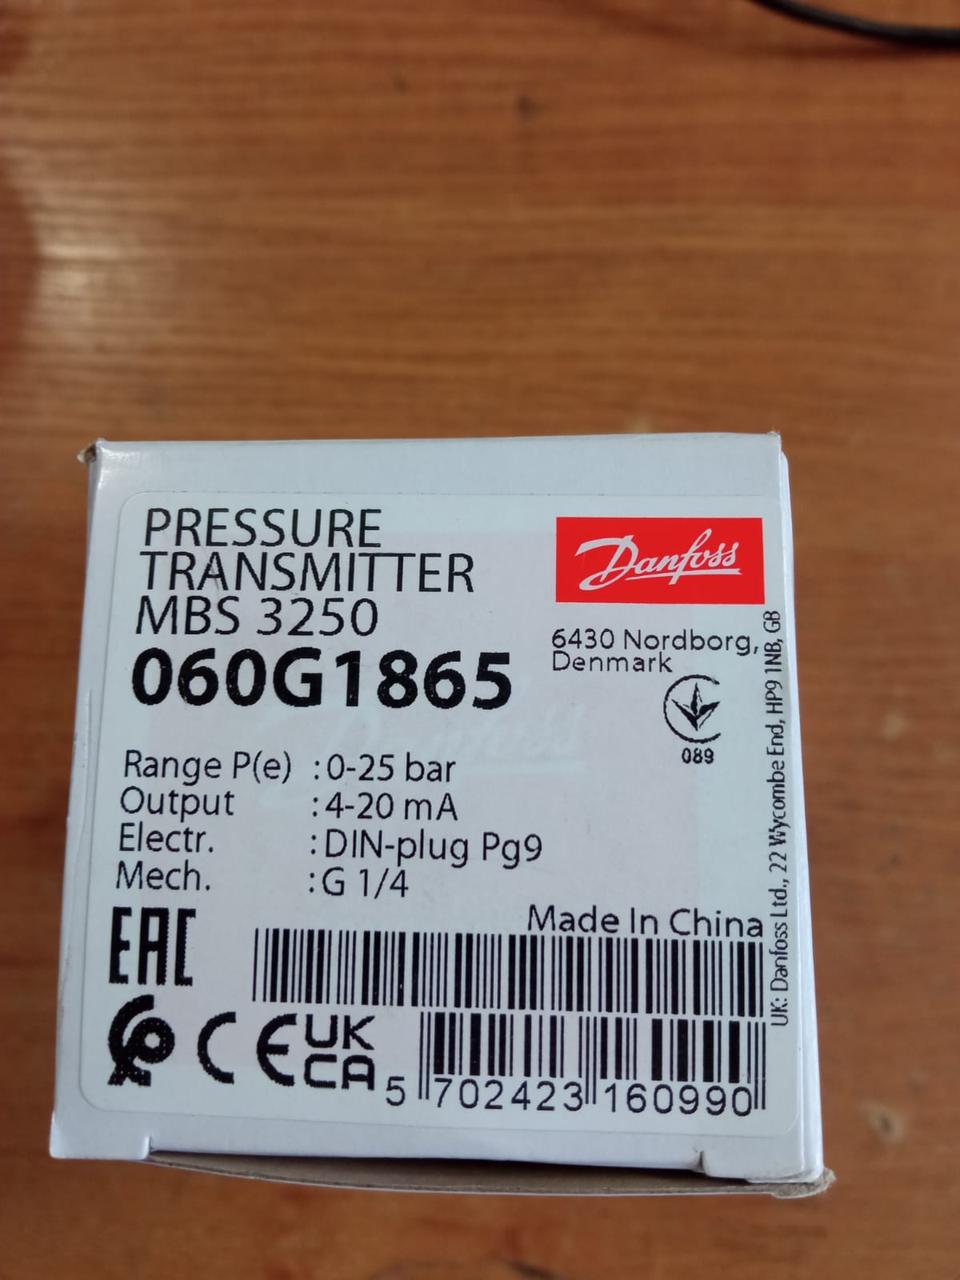 PRESSURE
TRANSMITTER
MBS 3250
060G1865
Danfoss
6430 Nordborg,
Denmark
089
Range P(e) : 0-25 bar
Output : 4-20 mA
Electr. : DIN-plug Pg9
Mech. : G 1/4
Made In China
EAC
CE
UK
CA
5 702423 160990
UK: Danfoss Ltd., 22 Wycombe End, HP9 1NB, GB